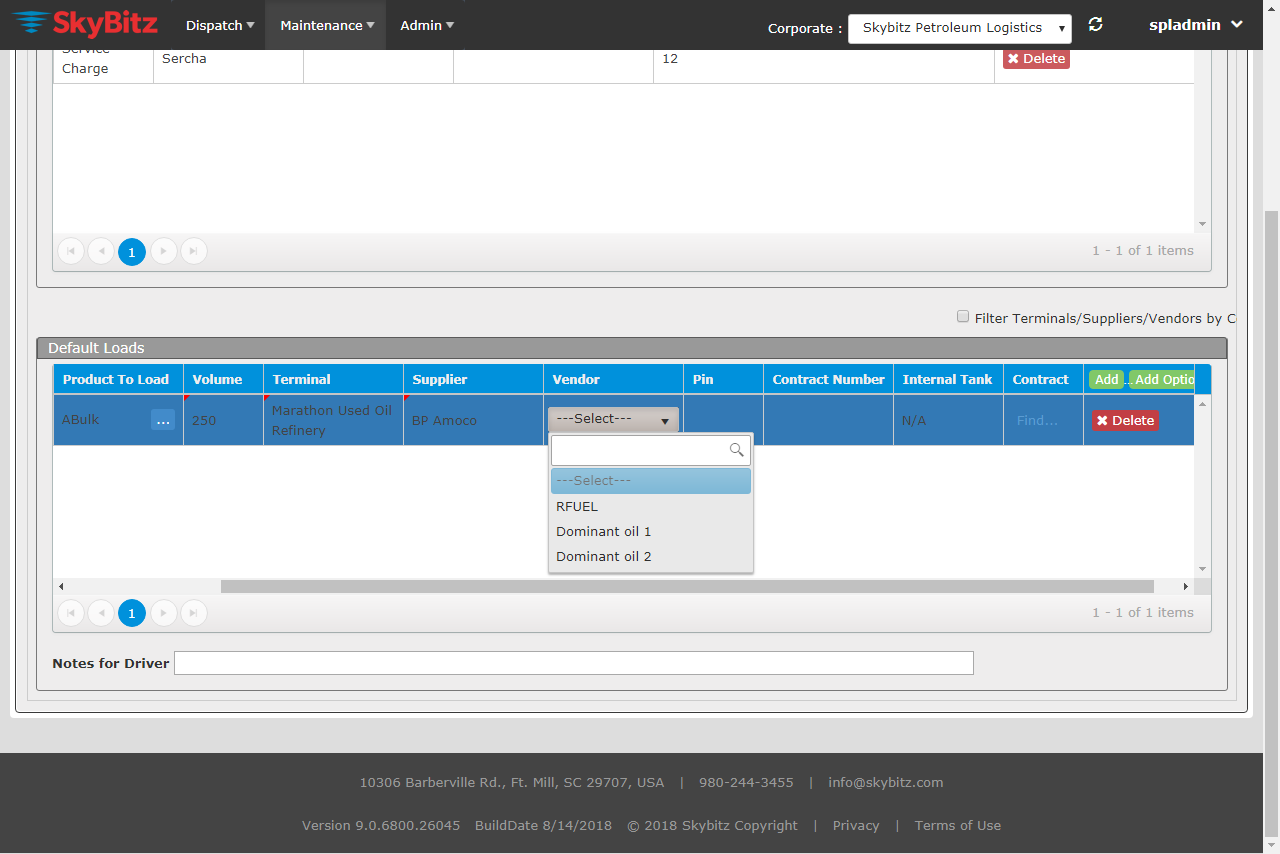 SkyBitz Dispatch Maintenance Admin Corporate : Skybitz Petroleum Logistics spladmin
Service
Charge Sercha 12 Delete
1 1 - 1 of 1 items
Filter Terminals/Suppliers/Vendors by C
Default Loads
Product To Load Volume Terminal Supplier Vendor Pin Contract Number Internal Tank Contract Add ... Add Optio
ABulk ... 250 Marathon Used Oil Refinery BP Amoco ---Select--- N/A Find... Delete
---Select---
RFUEL
Dominant oil 1
Dominant oil 2
1 1 - 1 of 1 items
Notes for Driver
10306 Barberville Rd., Ft. Mill, SC 29707, USA | 980-244-3455 | info@skybitz.com
Version 9.0.6800.26045 BuildDate 8/14/2018 © 2018 Skybitz Copyright | Privacy | Terms of Use